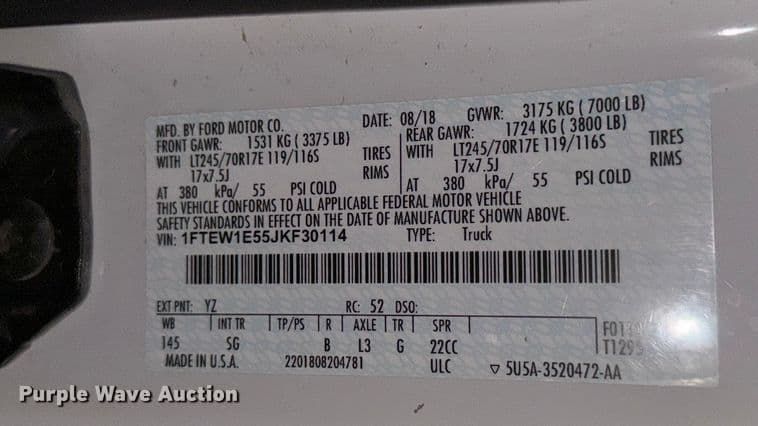 MFD. BY FORD MOTOR CO. DATE: 08/18 GVWR: 3175 KG ( 7000 LB)
FRONT GAWR: 1531 KG ( 3375 LB) REAR GAWR: 1724 KG ( 3800 LB)
WITH LT245/70R17E 119/116S TIRES WITH LT245/70R17E 119/116S TIRES
17x7.5J RIMS 17x7.5J RIMS
AT 380 kPa/ 55 PSI COLD AT 380 kPa/ 55 PSI COLD
THIS VEHICLE CONFORMS TO ALL APPLICABLE FEDERAL MOTOR VEHICLE
SAFETY STANDARDS IN EFFECT ON THE DATE OF MANUFACTURE SHOWN ABOVE.
VIN: 1FTEW1E55JKF30114 TYPE: Truck
EXT PNT: YZ RC: 52 DSO:
WB INT TR TP/PS R AXLE TR SPR
145 SG B L3 G 22CC
MADE IN U.S.A. 2201808204781 ULC ▽ 5U5A-3520472-AA
Purple Wave Auction